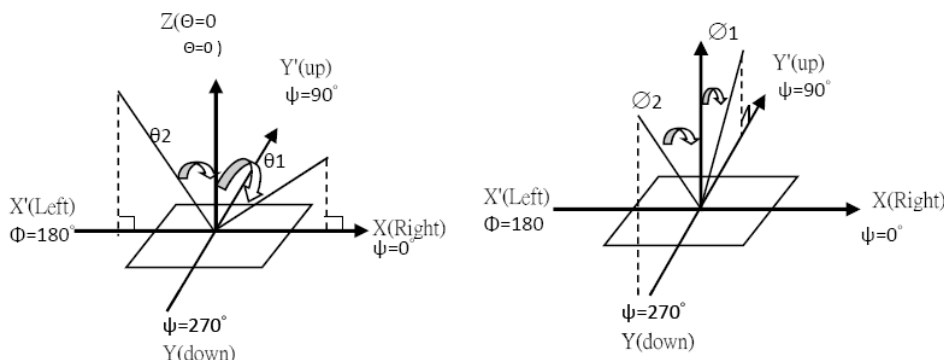 Z(Θ=0
Θ=0 )
Y'(up)
ψ=90°
θ2
θ1
X'(Left)
Φ=180°
X(Right)
ψ=0°
ψ=270°
Y(down)
∅1
Y'(up)
ψ=90°
∅2
X'(Left)
Φ=180
X(Right)
ψ=0°
ψ=270°
Y(down)